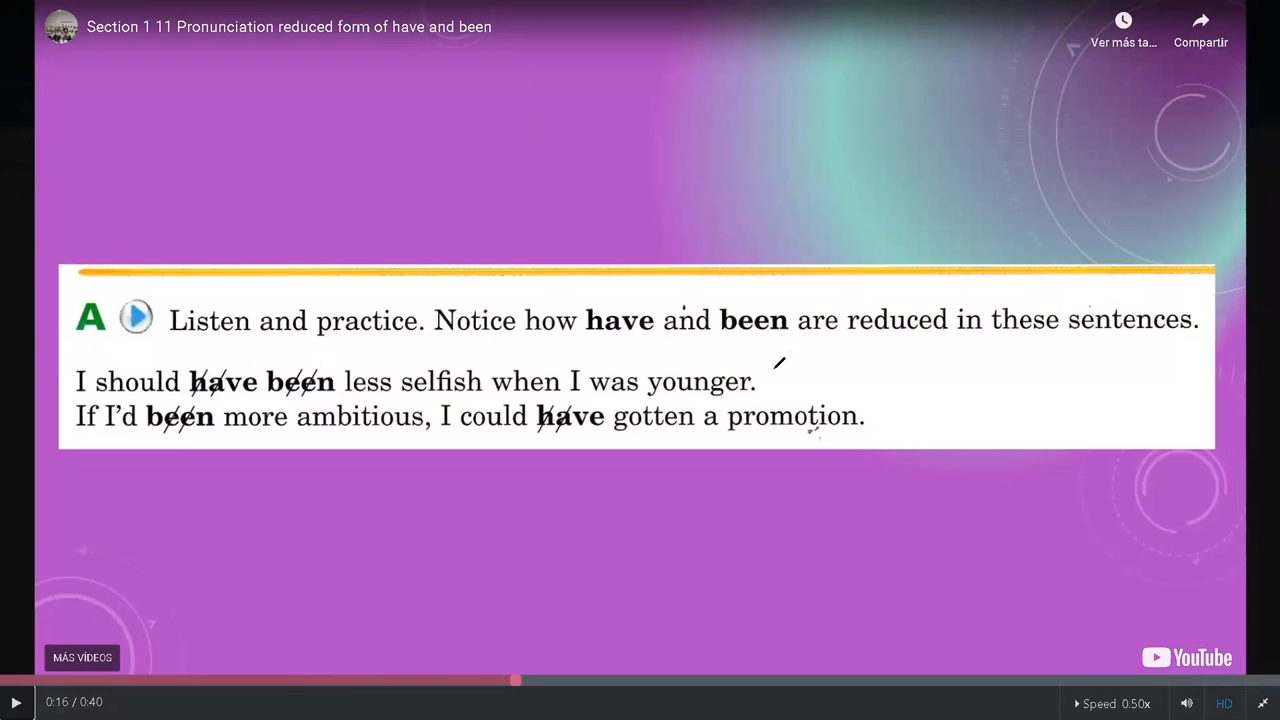 Section 1 11 Pronunciation reduced form of have and been
Ver más ta...
Compartir
A Listen and practice. Notice how have and been are reduced in these sentences.
I should have been less selfish when I was younger.
If I'd been more ambitious, I could have gotten a promotion.
MÁS VÍDEOS
YouTube
0:16 / 0:40
Speed 0.50x
HD